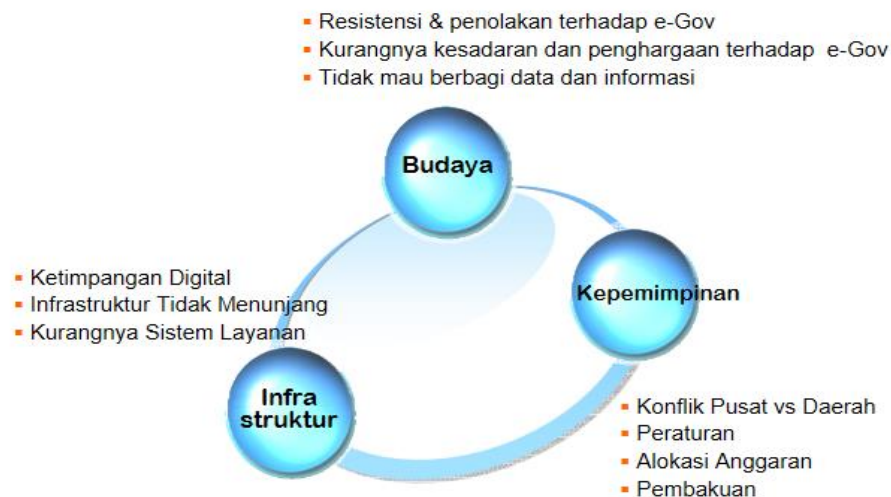 ▪ Resistensi & penolakan terhadap e-Gov
▪ Kurangnya kesadaran dan penghargaan terhadap e-Gov
▪ Tidak mau berbagi data dan informasi
Budaya
Kepemimpinan
▪ Ketimpangan Digital
▪ Infrastruktur Tidak Menunjang
▪ Kurangnya Sistem Layanan
Infra
struktur
▪ Konflik Pusat vs Daerah
▪ Peraturan
▪ Alokasi Anggaran
▪ Pembakuan